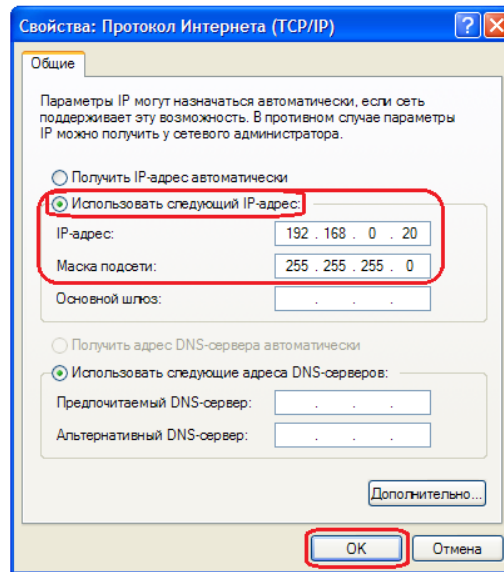 Свойства: Протокол Интернета (TCP/IP)
Общие
Параметры IP могут назначаться автоматически, если сеть
поддерживает эту возможность. В противном случае параметры
IP можно получить у сетевого администратора.
Получить IP-адрес автоматически
Использовать следующий IP-адрес:
IP-адрес: 192 . 168 . 0 . 20
Маска подсети: 255 . 255 . 255 . 0
Основной шлюз: . . .
Получить адрес DNS-сервера автоматически
Использовать следующие адреса DNS-серверов:
Предпочитаемый DNS-сервер: . . .
Альтернативный DNS-сервер: . . .
Дополнительно...
OK Отмена